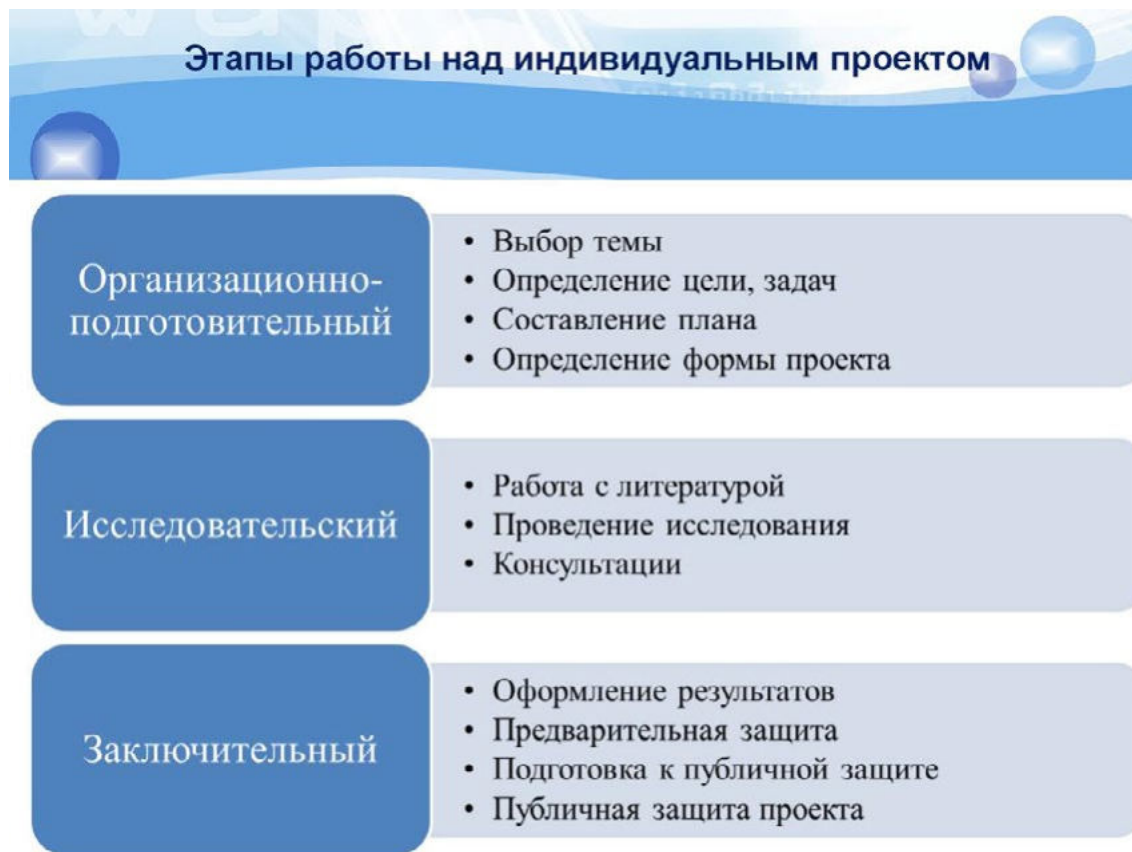 Этапы работы над индивидуальным проектом
Организационно-
подготовительный
• Выбор темы
• Определение цели, задач
• Составление плана
• Определение формы проекта
Исследовательский
• Работа с литературой
• Проведение исследования
• Консультации
Заключительный
• Оформление результатов
• Предварительная защита
• Подготовка к публичной защите
• Публичная защита проекта